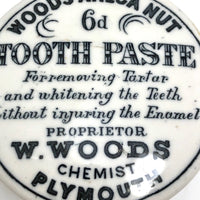 WOODS ARECA NUT
6d
TOOTH PASTE
For removing Tartar
and whitening the Teeth
without injuring the Enamel
PROPRIETOR
W. WOODS
CHEMIST
PLYMOUTH